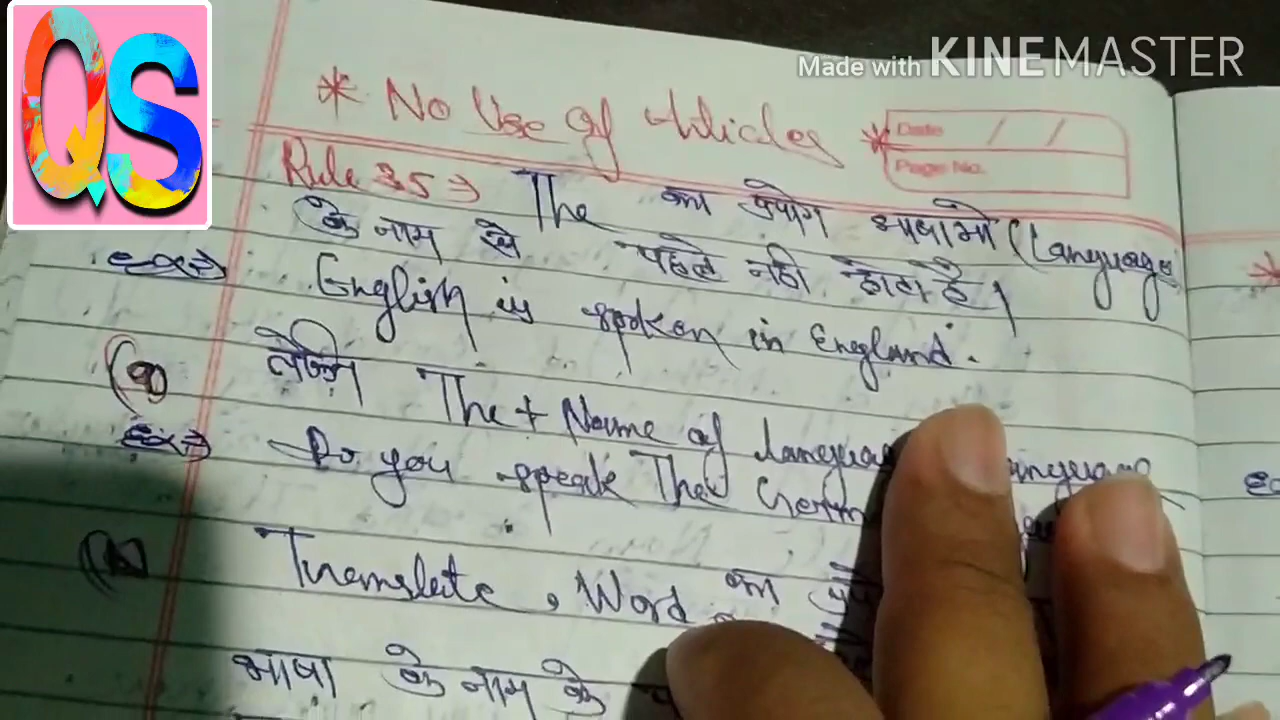 QS
Made with KINEMASTER
* No Use of Articles *
Date / /
Page No.
Rule 35 → The का प्रयोग भाषाओ (Language
के नाम से पहले नही होता है।
ex→ English is spoken in England.
(a) लेकिन The + Name of Language
ex→ Do you speak The Germ
(b) Translate, Word का
भाषा के नाम के